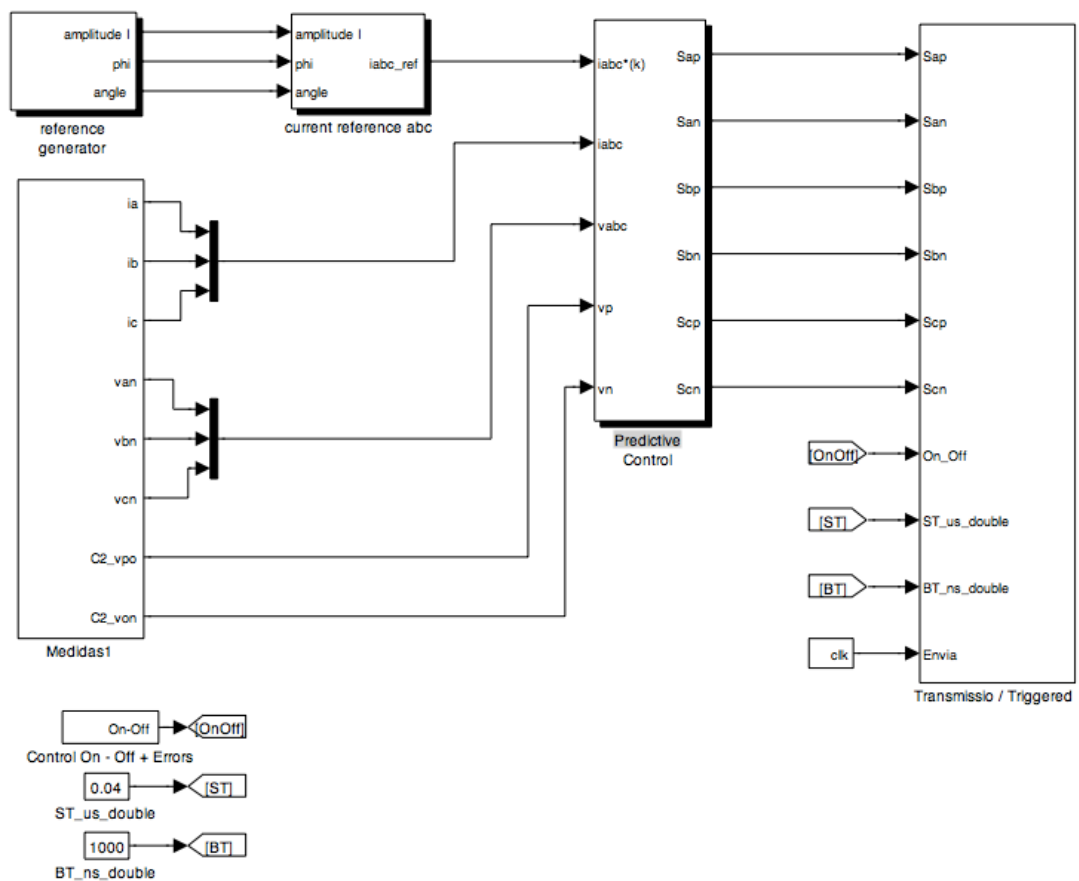 amplitude I
phi
angle
reference
generator
amplitude I
phi
angle
iabc_ref
current reference abc
iabc*(k)
iabc
vabc
vp
vn
Sap
San
Sbp
Sbn
Scp
Scn
Predictive
Control
Sap
San
Sbp
Sbn
Scp
Scn
On_Off
ST_us_double
BT_ns_double
Envia
Transmissio / Triggered
[OnOff]
[ST]
[BT]
clk
ia
ib
ic
van
vbn
vcn
C2_vpo
C2_von
Medidas1
On-Off
[OnOff]
Control On - Off + Errors
0.04
[ST]
ST_us_double
1000
[BT]
BT_ns_double